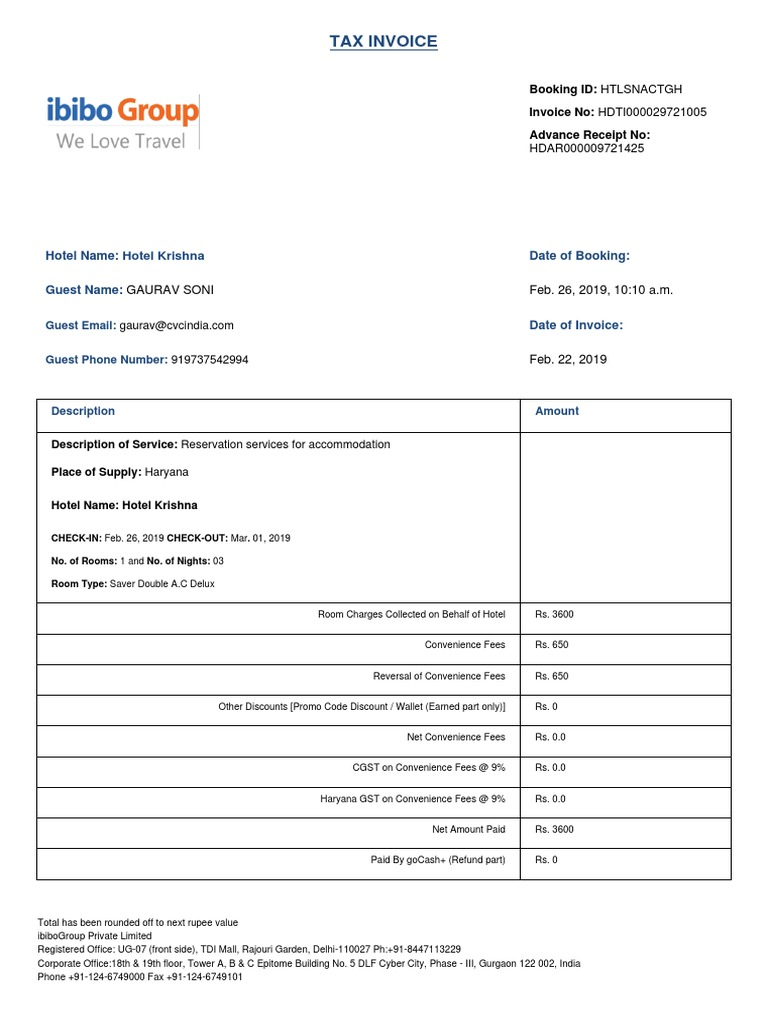 TAX INVOICE
ibibo Group
We Love Travel
Booking ID: HTLSNACTGH
Invoice No: HDTI000029721005
Advance Receipt No:
HDAR000009721425
Hotel Name: Hotel Krishna
Date of Booking:
Guest Name: GAURAV SONI
Feb. 26, 2019, 10:10 a.m.
Guest Email: gaurav@cvcindia.com
Date of Invoice:
Guest Phone Number: 919737542994
Feb. 22, 2019
Description
Amount
Description of Service: Reservation services for accommodation
Place of Supply: Haryana
Hotel Name: Hotel Krishna
CHECK-IN: Feb. 26, 2019 CHECK-OUT: Mar. 01, 2019
No. of Rooms: 1 and No. of Nights: 03
Room Type: Saver Double A.C Delux
Room Charges Collected on Behalf of Hotel Rs. 3600
Convenience Fees Rs. 650
Reversal of Convenience Fees Rs. 650
Other Discounts [Promo Code Discount / Wallet (Earned part only)] Rs. 0
Net Convenience Fees Rs. 0.0
CGST on Convenience Fees @ 9% Rs. 0.0
Haryana GST on Convenience Fees @ 9% Rs. 0.0
Net Amount Paid Rs. 3600
Paid By goCash+ (Refund part) Rs. 0
Total has been rounded off to next rupee value
ibiboGroup Private Limited
Registered Office: UG-07 (front side), TDI Mall, Rajouri Garden, Delhi-110027 Ph:+91-8447113229
Corporate Office:18th & 19th floor, Tower A, B & C Epitome Building No. 5 DLF Cyber City, Phase - III, Gurgaon 122 002, India
Phone +91-124-6749000 Fax +91-124-6749101